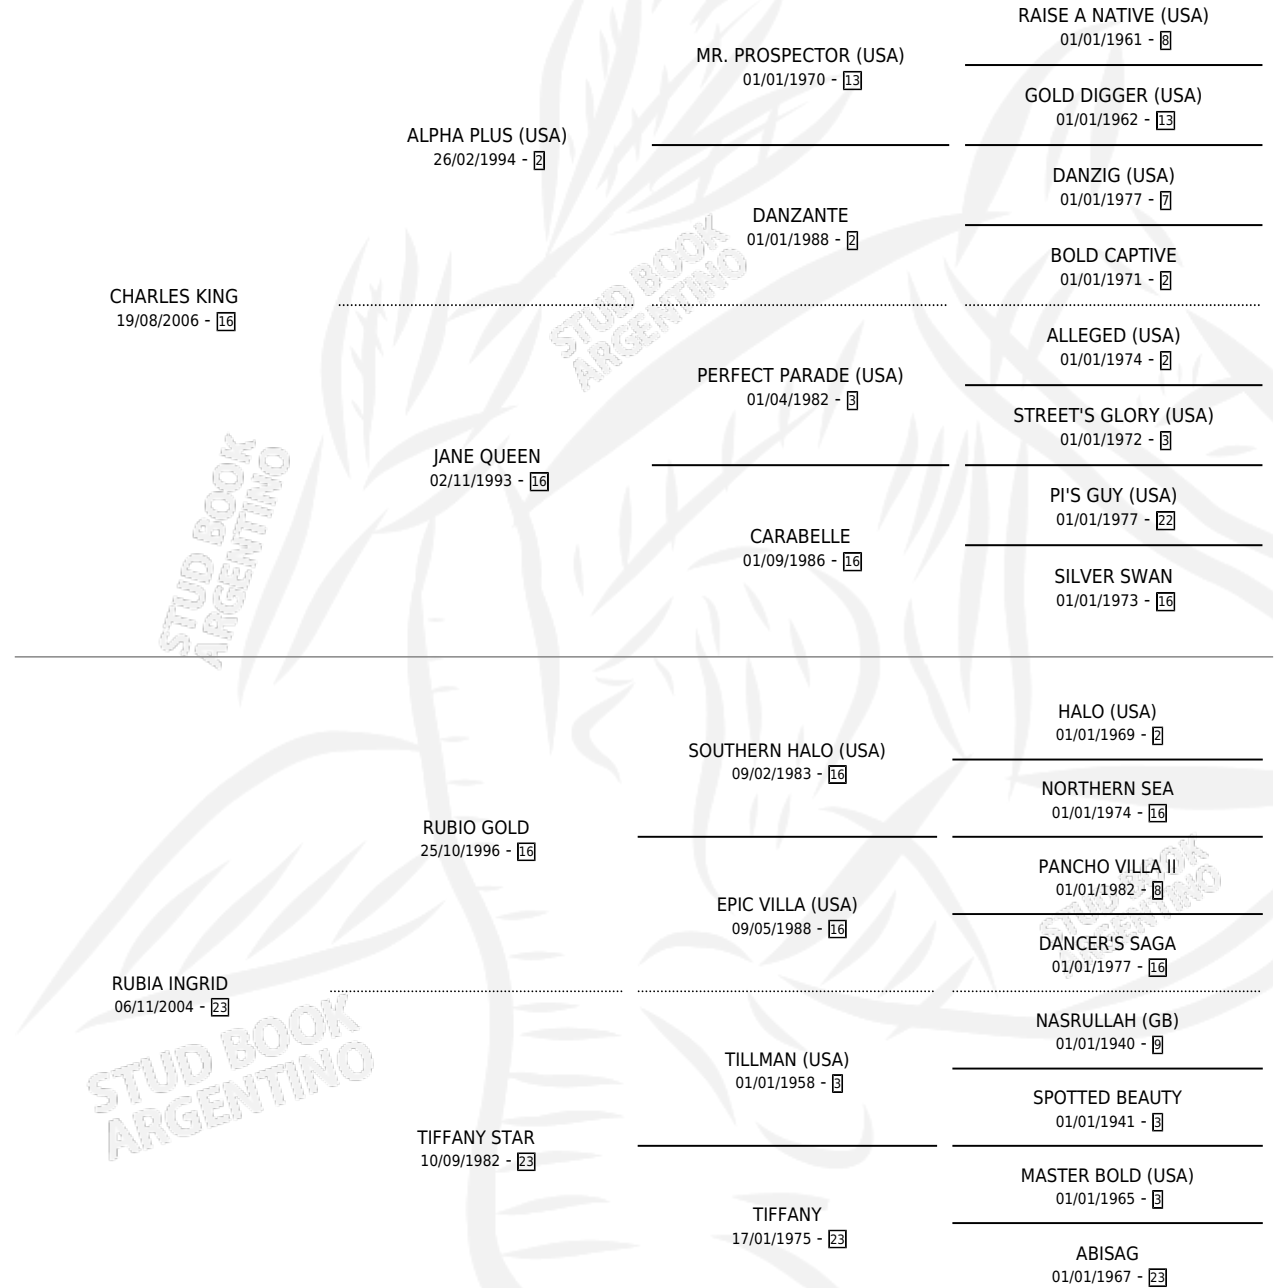 RAISE A NATIVE (USA)
01/01/1961 - 8
MR. PROSPECTOR (USA)
01/01/1970 - 13
GOLD DIGGER (USA)
01/01/1962 - 13
ALPHA PLUS (USA)
26/02/1994 - 2
DANZIG (USA)
01/01/1977 - 7
DANZANTE
01/01/1988 - 2
BOLD CAPTIVE
01/01/1971 - 2
STUD BOOK
ARGENTINO
CHARLES KING
19/08/2006 - 16
ALLEGED (USA)
01/01/1974 - 2
PERFECT PARADE (USA)
01/04/1982 - 3
STREET'S GLORY (USA)
01/01/1972 - 3
JANE QUEEN
02/11/1993 - 16
PI'S GUY (USA)
01/01/1977 - 22
CARABELLE
01/09/1986 - 16
SILVER SWAN
01/01/1973 - 16
STUD BOOK
ARGENTINO
HALO (USA)
01/01/1969 - 2
SOUTHERN HALO (USA)
09/02/1983 - 16
NORTHERN SEA
01/01/1974 - 16
RUBIO GOLD
25/10/1996 - 16
PANCHO VILLA II
01/01/1982 - 8
EPIC VILLA (USA)
09/05/1988 - 16
STUD BOOK
ARGENTINO
DANCER'S SAGA
01/01/1977 - 16
RUBIA INGRID
06/11/2004 - 23
NASRULLAH (GB)
01/01/1940 - 9
STUD BOOK
ARGENTINO
TILLMAN (USA)
01/01/1958 - 3
SPOTTED BEAUTY
01/01/1941 - 3
TIFFANY STAR
10/09/1982 - 23
MASTER BOLD (USA)
01/01/1965 - 3
TIFFANY
17/01/1975 - 23
ABISAG
01/01/1967 - 23